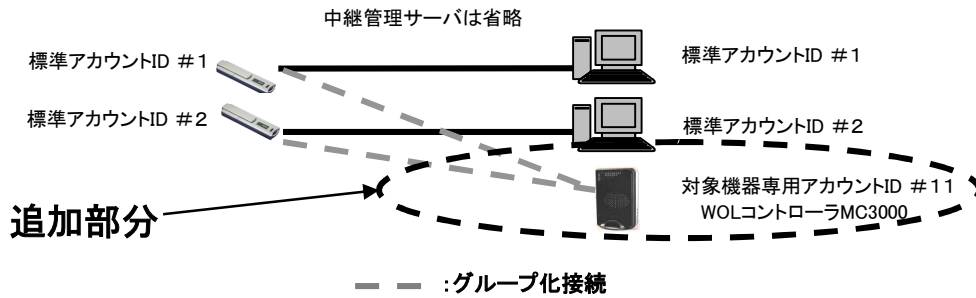 中継管理サーバは省略
標準アカウントID #1
標準アカウントID #1
標準アカウントID #2
標準アカウントID #2
対象機器専用アカウントID #11
WOLコントローラMC3000
追加部分
:グループ化接続